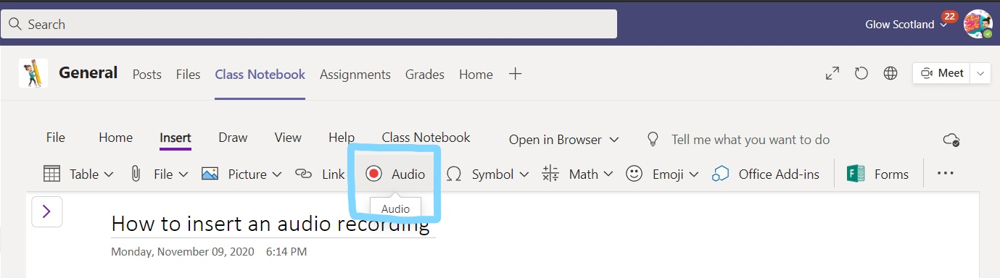 Search
Glow Scotland 22
General Posts Files Class Notebook Assignments Grades Home Meet
File Home Insert Draw View Help Class Notebook Open in Browser Tell me what you want to do
Table File Picture Link Audio Symbol Math Emoji Office Add-ins Forms
Audio
How to insert an audio recording
Monday, November 09, 2020 6:14 PM